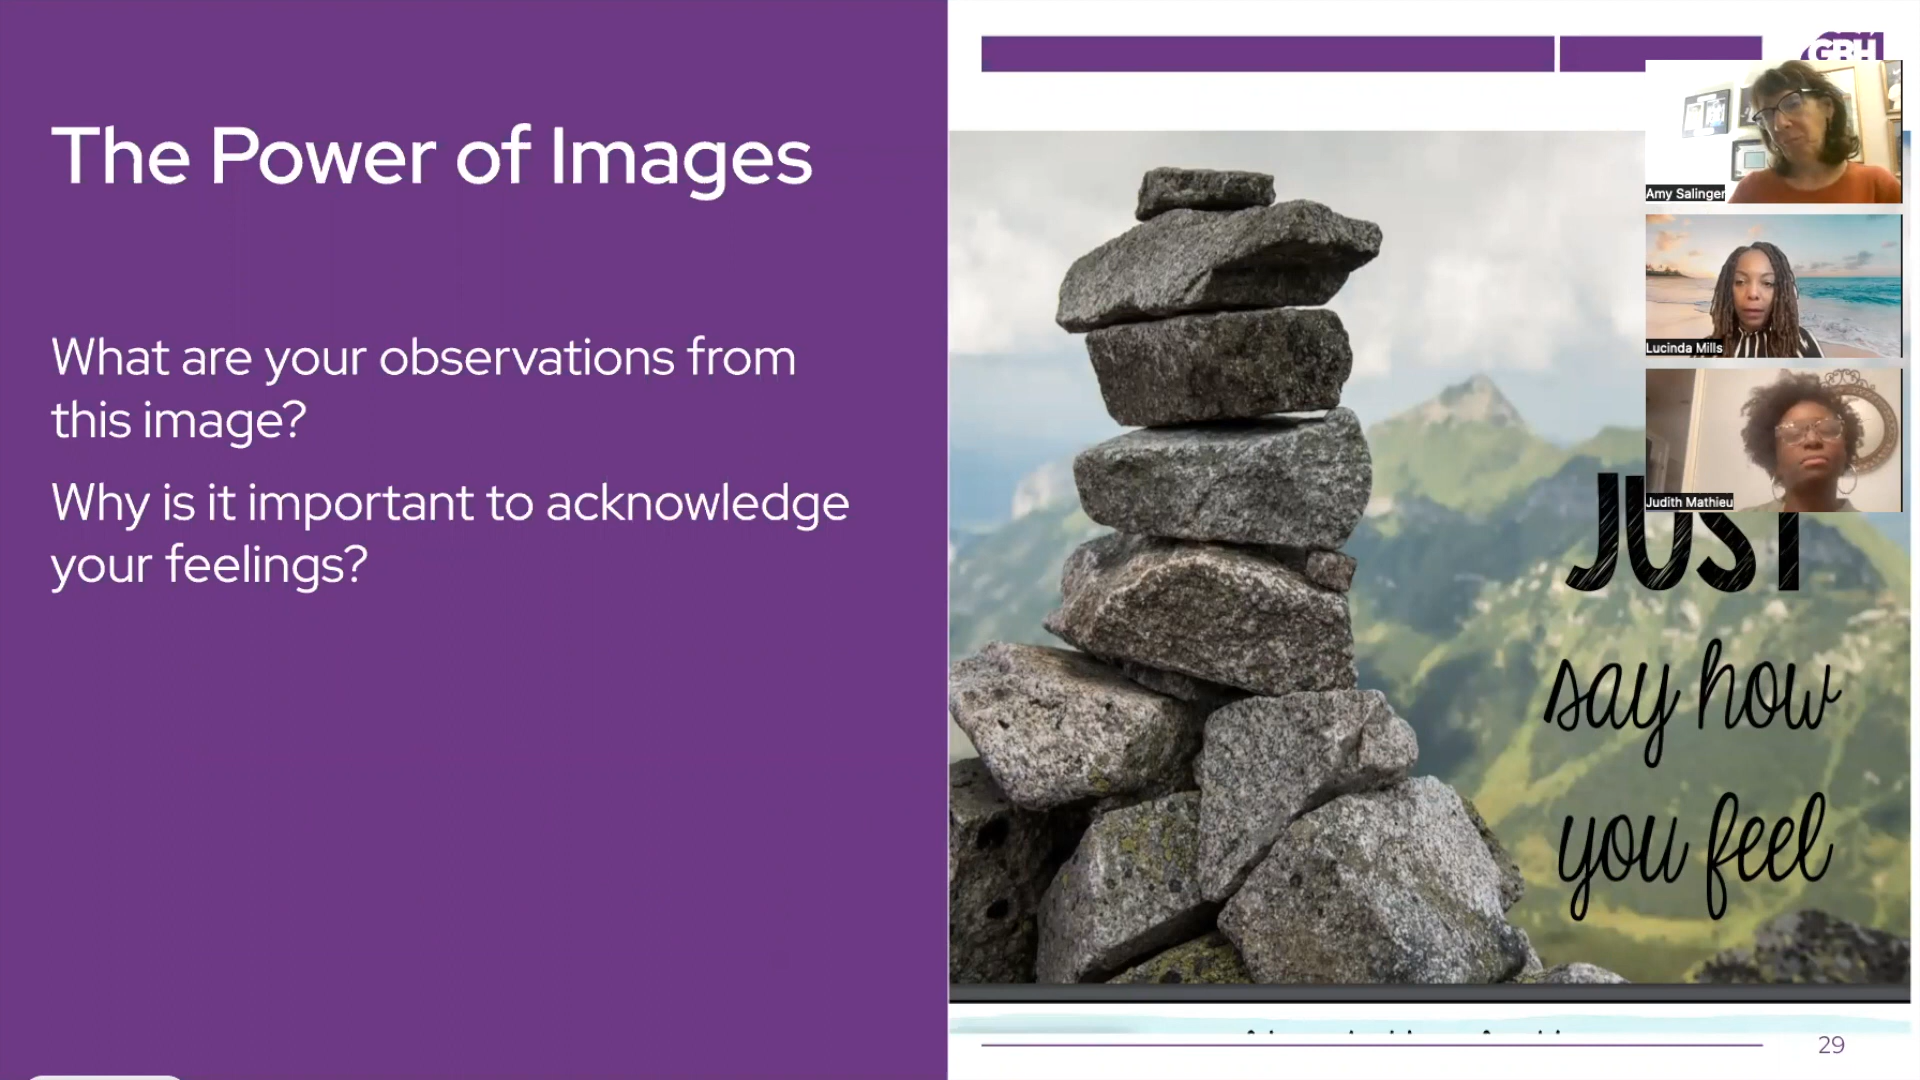 The Power of Images
What are your observations from
this image?
Why is it important to acknowledge
your feelings?
GBH
Amy Salinger
Lucinda Mills
Judith Mathieu
JUST
say how
you feel
29